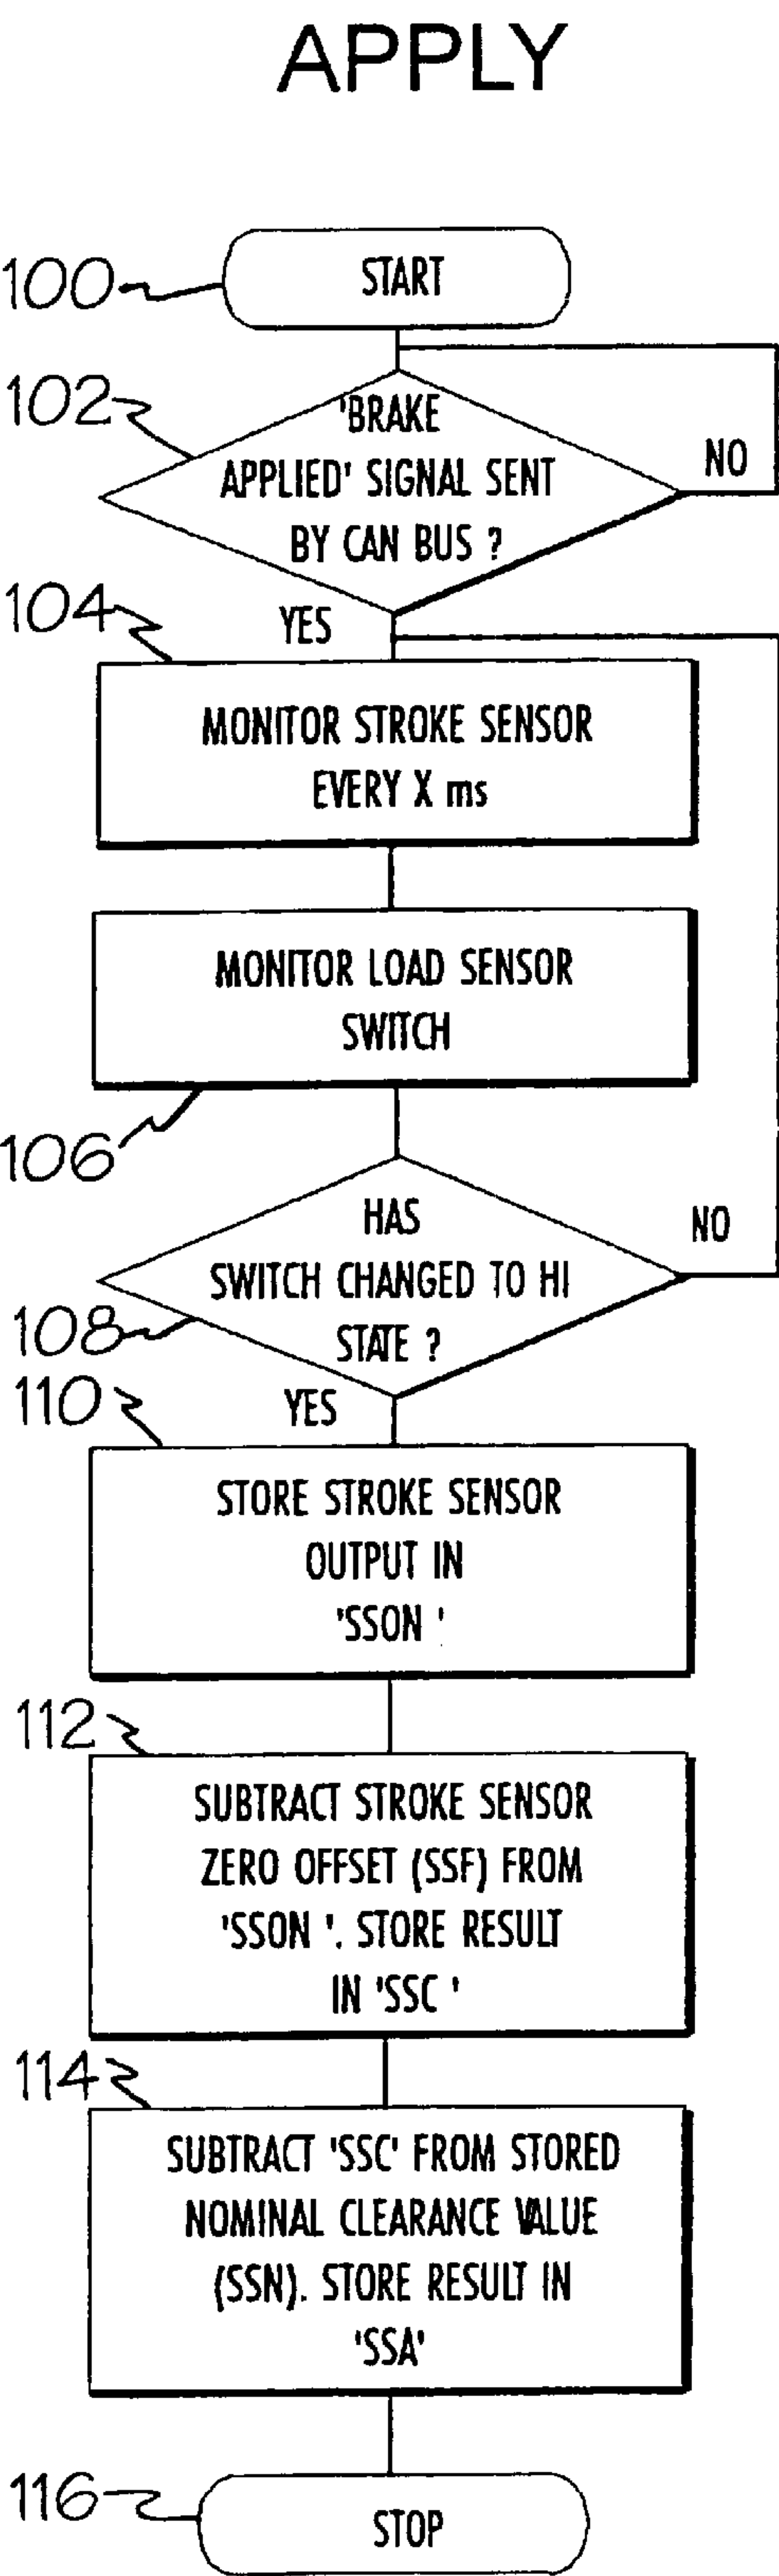 APPLY
100
START
102
'BRAKE
APPLIED' SIGNAL SENT
BY CAN BUS ?
NO
YES
104
MONITOR STROKE SENSOR
EVERY X ms
MONITOR LOAD SENSOR
SWITCH
106
HAS
SWITCH CHANGED TO HI
STATE ?
NO
108
YES
110
STORE STROKE SENSOR
OUTPUT IN
'SSON '
112
SUBTRACT STROKE SENSOR
ZERO OFFSET (SSF) FROM
'SSON '. STORE RESULT
IN 'SSC '
114
SUBTRACT 'SSC' FROM STORED
NOMINAL CLEARANCE VALUE
(SSN). STORE RESULT IN
'SSA'
116
STOP